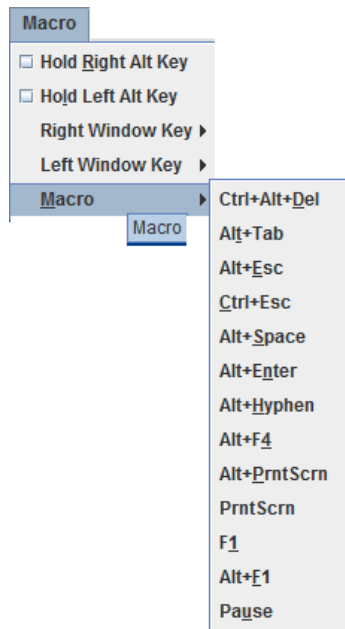 Macro
Hold Right Alt Key
Hold Left Alt Key
Right Window Key
Left Window Key
Macro
Macro
Ctrl+Alt+Del
Alt+Tab
Alt+Esc
Ctrl+Esc
Alt+Space
Alt+Enter
Alt+Hyphen
Alt+F4
Alt+PrntScrn
PrntScrn
F1
Alt+F1
Pause